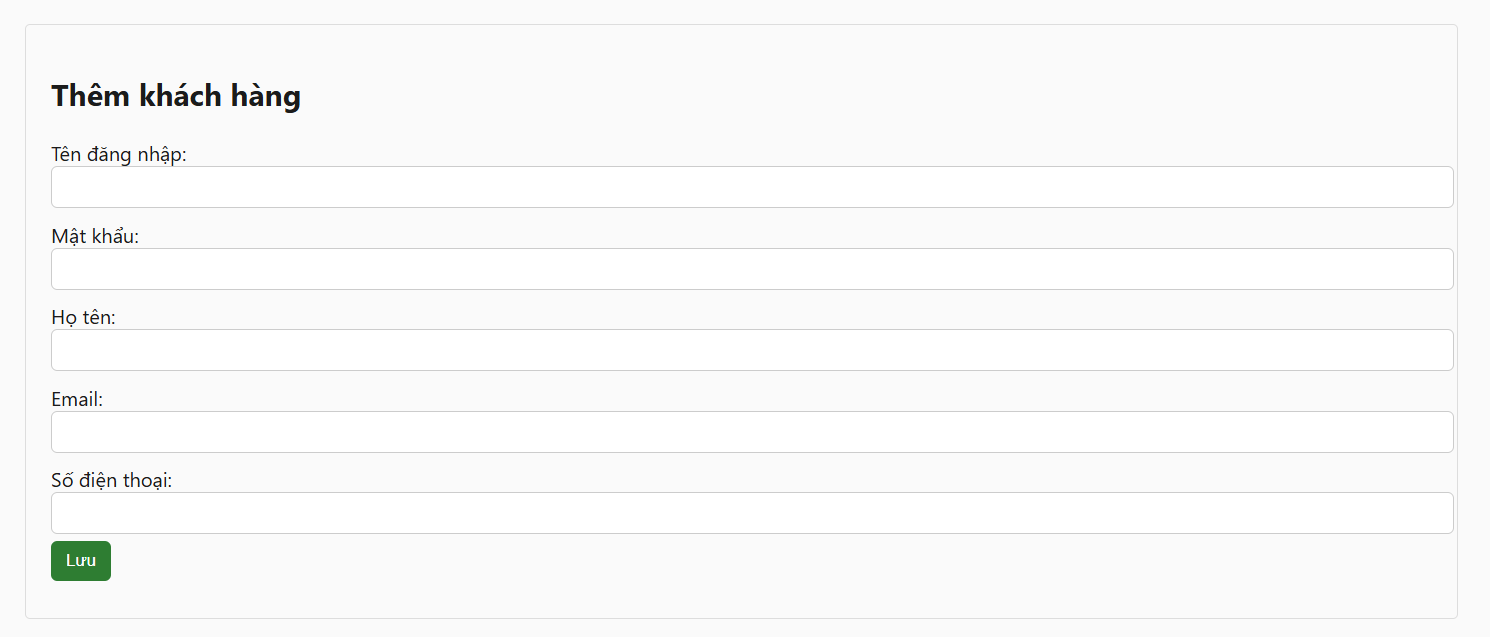 Thêm khách hàng
Tên đăng nhập:
Mật khẩu:
Họ tên:
Email:
Số điện thoại:
Lưu